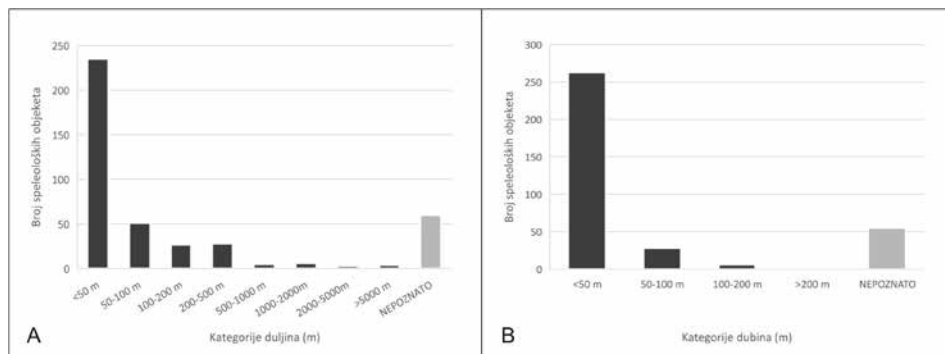 Broj speleoloških objeketa
250
200
150
100
50
0
<50 m
50-100 m
100-200 m
200-500 m
500-1000 m
1000-2000m
2000-5000m
>5000 m
NEPOZNATO
Kategorije duljina (m)
A
Broj speleoloških objeketa
300
250
200
150
100
50
0
<50 m
50-100 m
100-200 m
>200 m
NEPOZNATO
Kategorije dubina (m)
B